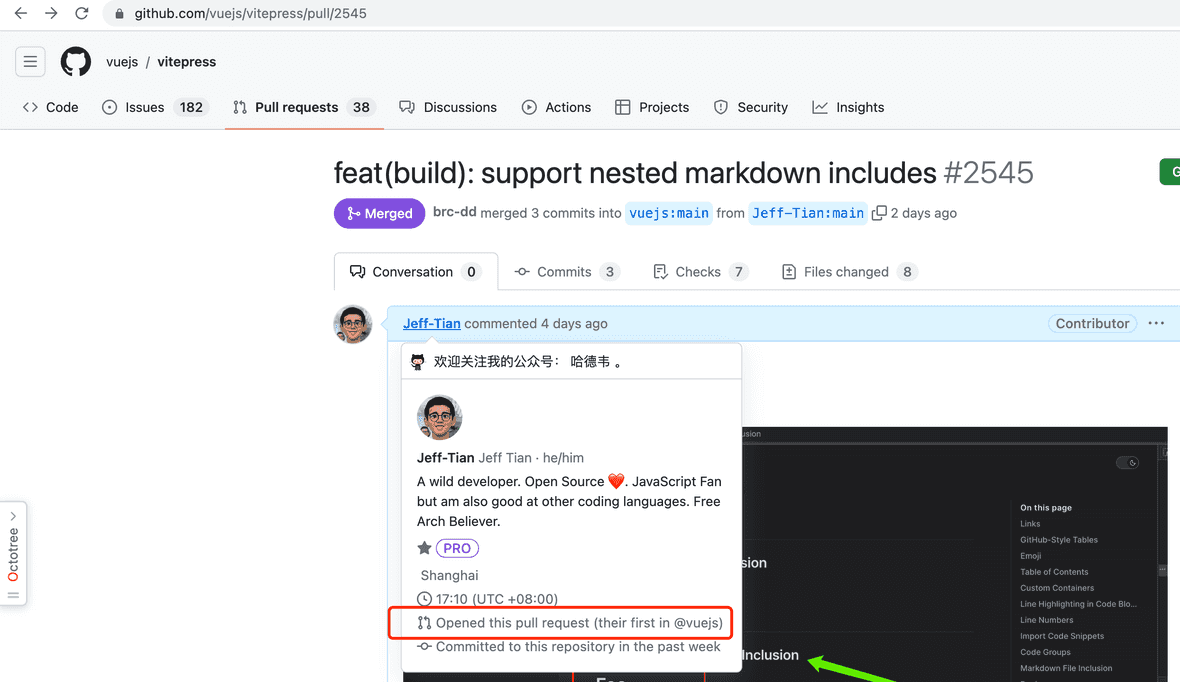 github.com/vuejs/vitepress/pull/2545
vuejs / vitepress
Code Issues 182 Pull requests 38 Discussions Actions Projects Security Insights
feat(build): support nested markdown includes #2545
Merged brc-dd merged 3 commits into vuejs:main from Jeff-Tian:main 2 days ago
Conversation 0 Commits 3 Checks 7 Files changed 8
Jeff-Tian commented 4 days ago Contributor
欢迎关注我的公众号： 哈德韦 。
Jeff-Tian Jeff Tian · he/him
A wild developer. Open Source ❤️. JavaScript Fan
but am also good at other coding languages. Free
Arch Believer.
PRO
Shanghai
17:10 (UTC +08:00)
Opened this pull request (their first in @vuejs)
Committed to this repository in the past week
Octotree
On this page
Links
GitHub-Style Tables
Emoji
Table of Contents
Custom Containers
Line Highlighting in Code Blo...
Line Numbers
Import Code Snippets
Code Groups
Markdown File Inclusion
Inclusion